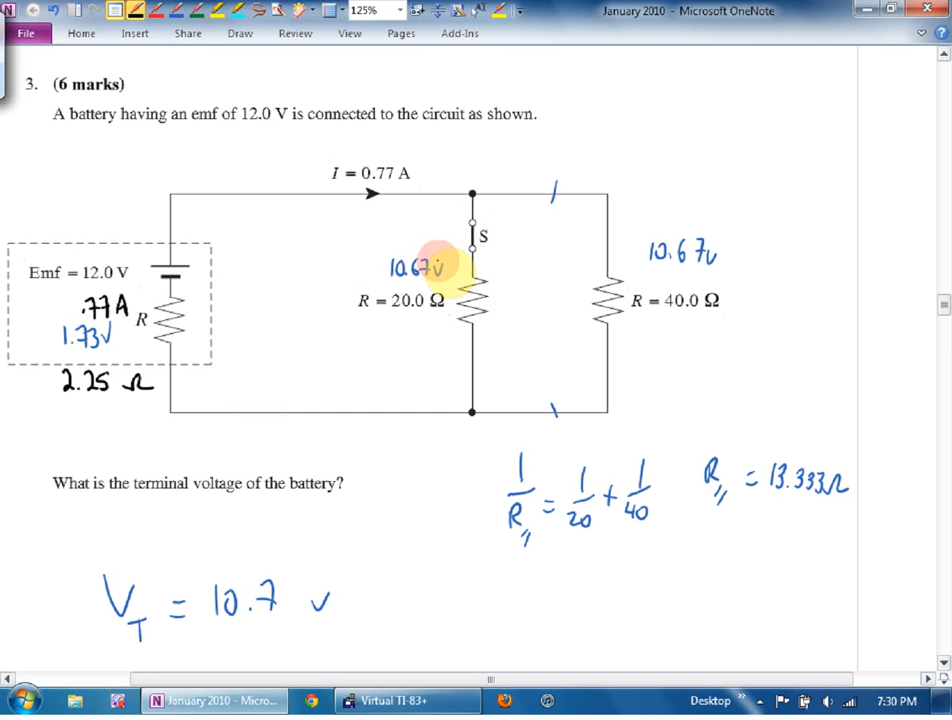 125%
January 2010 - Microsoft OneNote
File Home Insert Share Draw Review View Pages Add-Ins
3. (6 marks)
A battery having an emf of 12.0 V is connected to the circuit as shown.
I = 0.77 A
S
10.67v
10.67v
Emf = 12.0 V
R = 20.0 Ω
R = 40.0 Ω
.77A
R
1.73V
2.25 Ω
What is the terminal voltage of the battery?
1/R// = 1/20 + 1/40 R// = 13.333Ω
V_T = 10.7 v
January 2010 - Micro...
Virtual TI-83+
Desktop
7:30 PM